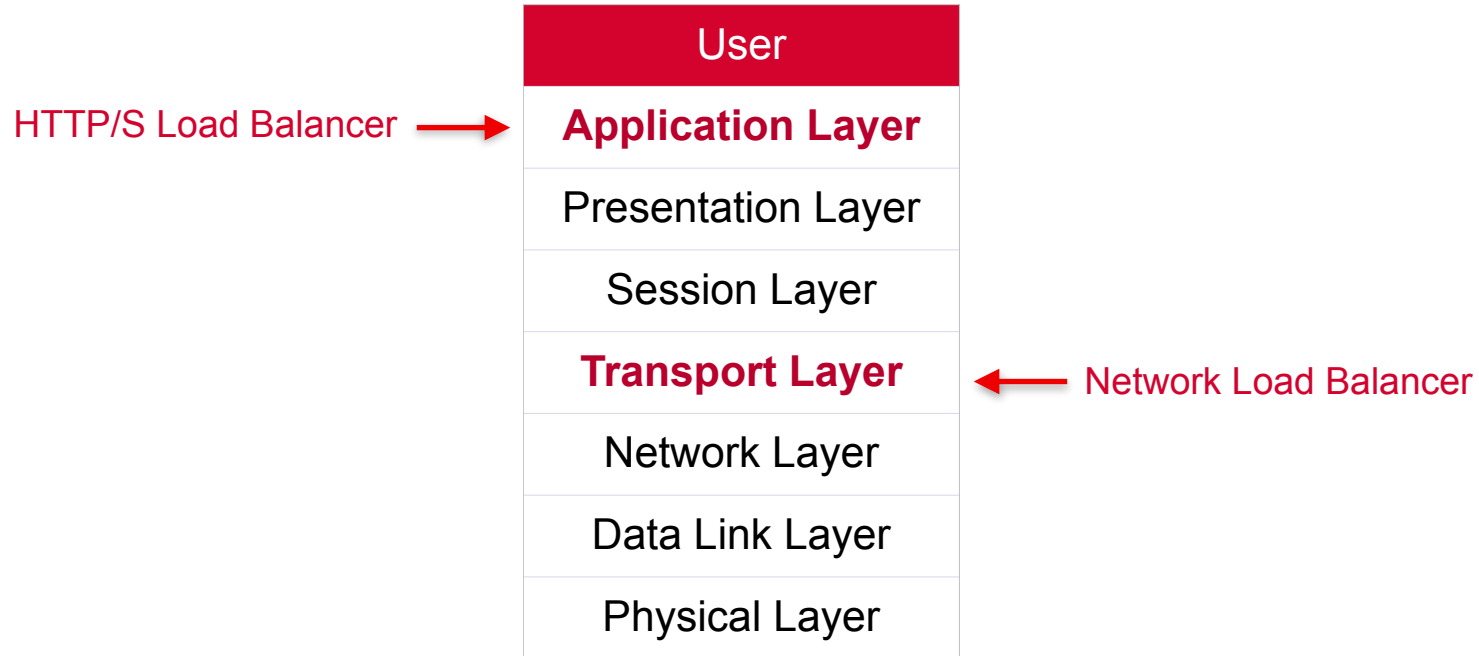 User
HTTP/S Load Balancer
Application Layer
Presentation Layer
Session Layer
Transport Layer
Network Load Balancer
Network Layer
Data Link Layer
Physical Layer